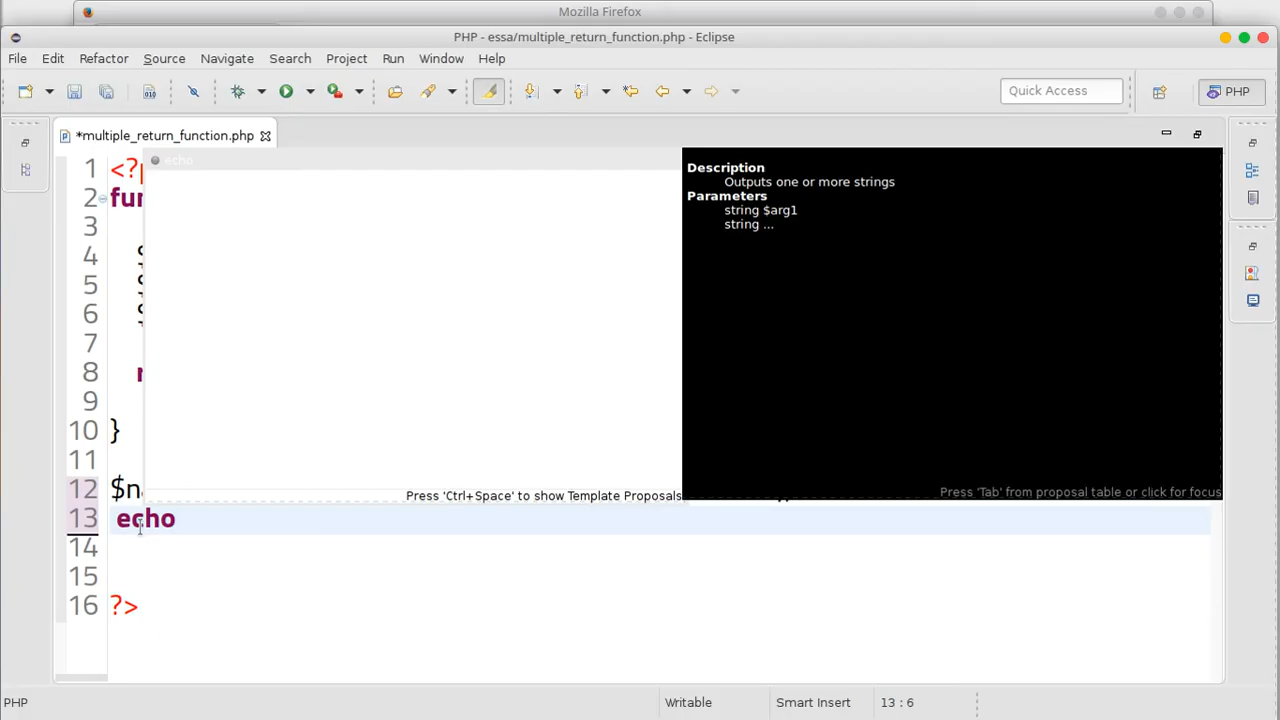 Mozilla Firefox
PHP - essa/multiple_return_function.php - Eclipse
File Edit Refactor Source Navigate Search Project Run Window Help
010
Quick Access
PHP
*multiple_return_function.php
echo
Description
Outputs one or more strings
Parameters
string $arg1
string ...
1 <?
2 fun
3
4
5
6
7
8
9
10 }
11
12 $n
Press 'Ctrl+Space' to show Template Proposals
Press 'Tab' from proposal table or click for focus
13 echo
14
15
16 ?>
PHP
Writable
Smart Insert
13 : 6